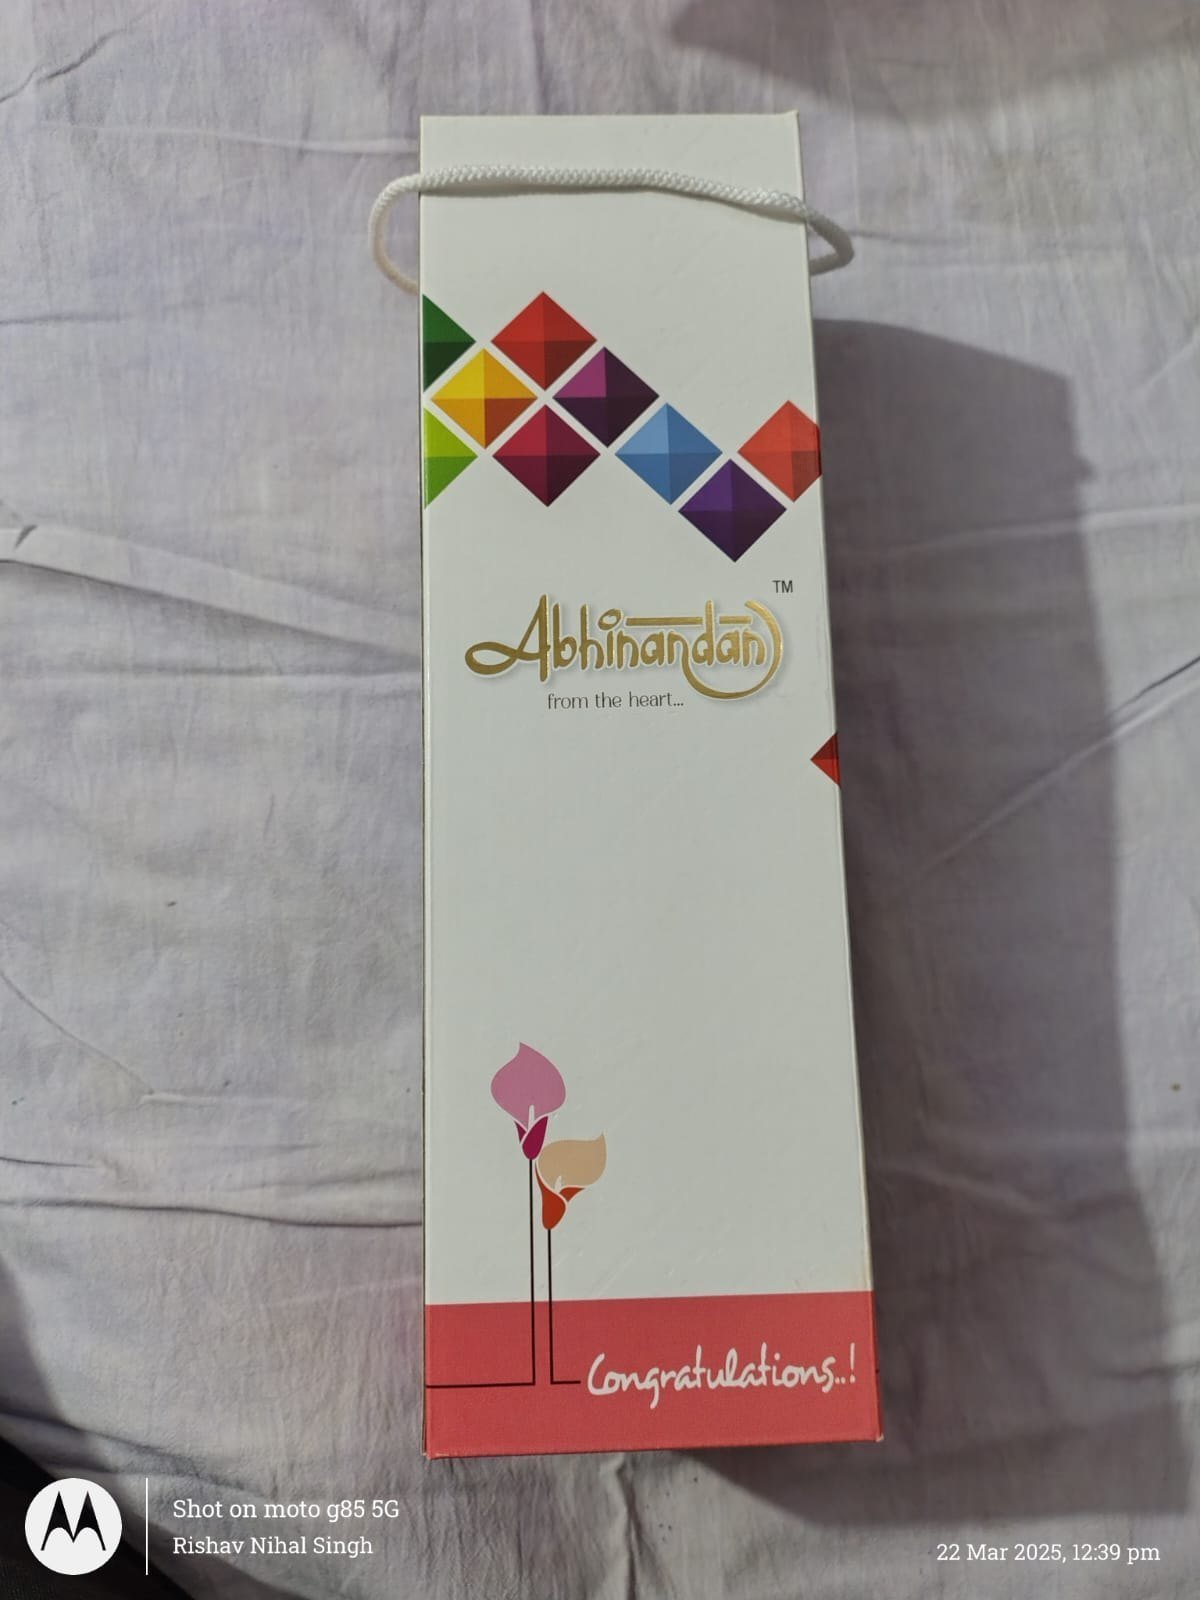 TM
Abhinandan
from the heart...
Congratulations..!
Shot on moto g85 5G
Rishav Nihal Singh
22 Mar 2025, 12:39 pm